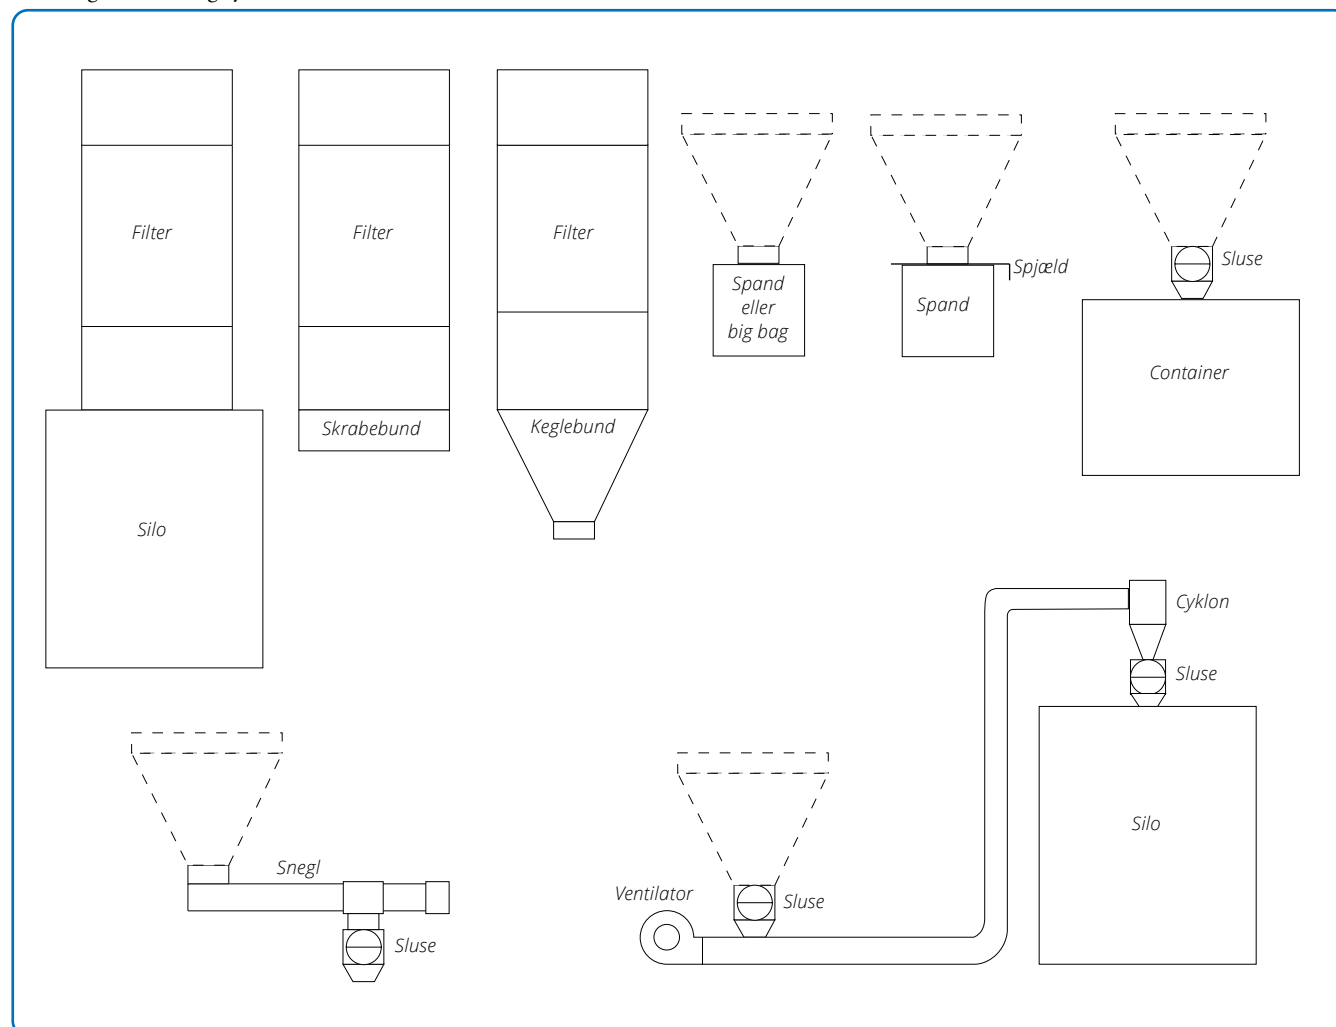 Filter
Filter
Filter
Spand
eller
big bag
Spand
Spjæld
Sluse
Container
Skrabebund
Keglebund
Silo
Cyklon
Sluse
Silo
Snegl
Sluse
Ventilator
Sluse